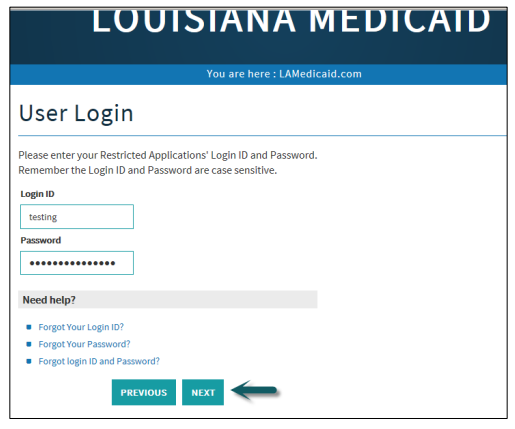 LOUISIANA MEDICAID
You are here : LAMedicaid.com
User Login
Please enter your Restricted Applications' Login ID and Password.
Remember the Login ID and Password are case sensitive.
Login ID
testing
Password
•••••••••••••••
Need help?
Forgot Your Login ID?
Forgot Your Password?
Forgot login ID and Password?
PREVIOUS NEXT